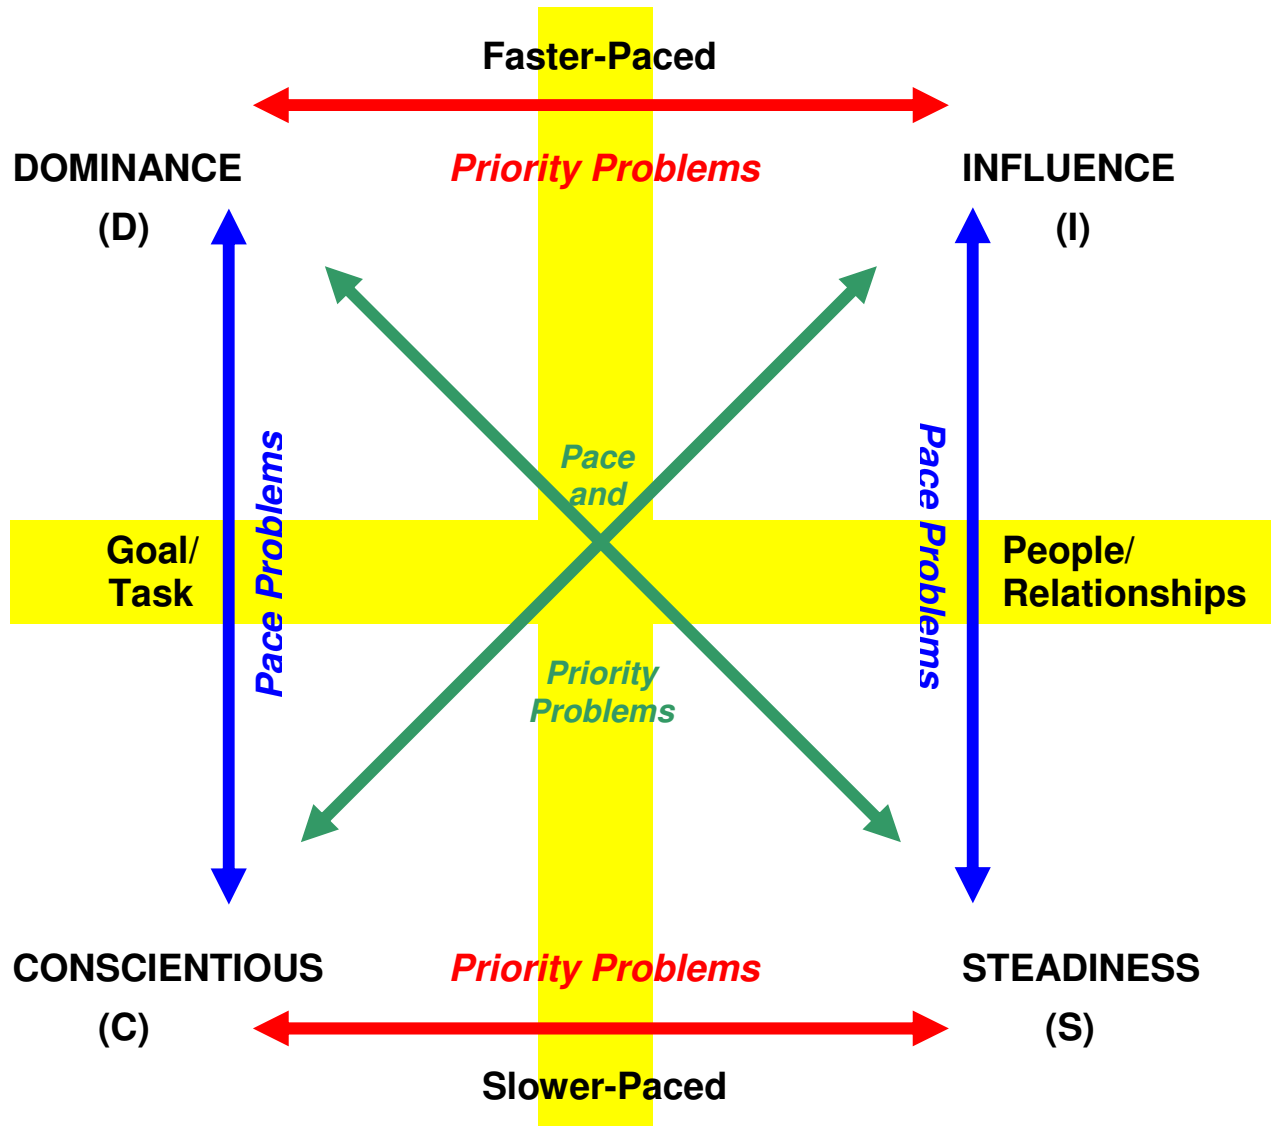 Faster-Paced
DOMINANCE
Priority Problems
INFLUENCE
(D)
(I)
Pace
and
Pace Problems
Pace Problems
Goal/
Task
People/
Relationships
Priority
Problems
CONSCIENTIOUS
Priority Problems
STEADINESS
(C)
(S)
Slower-Paced